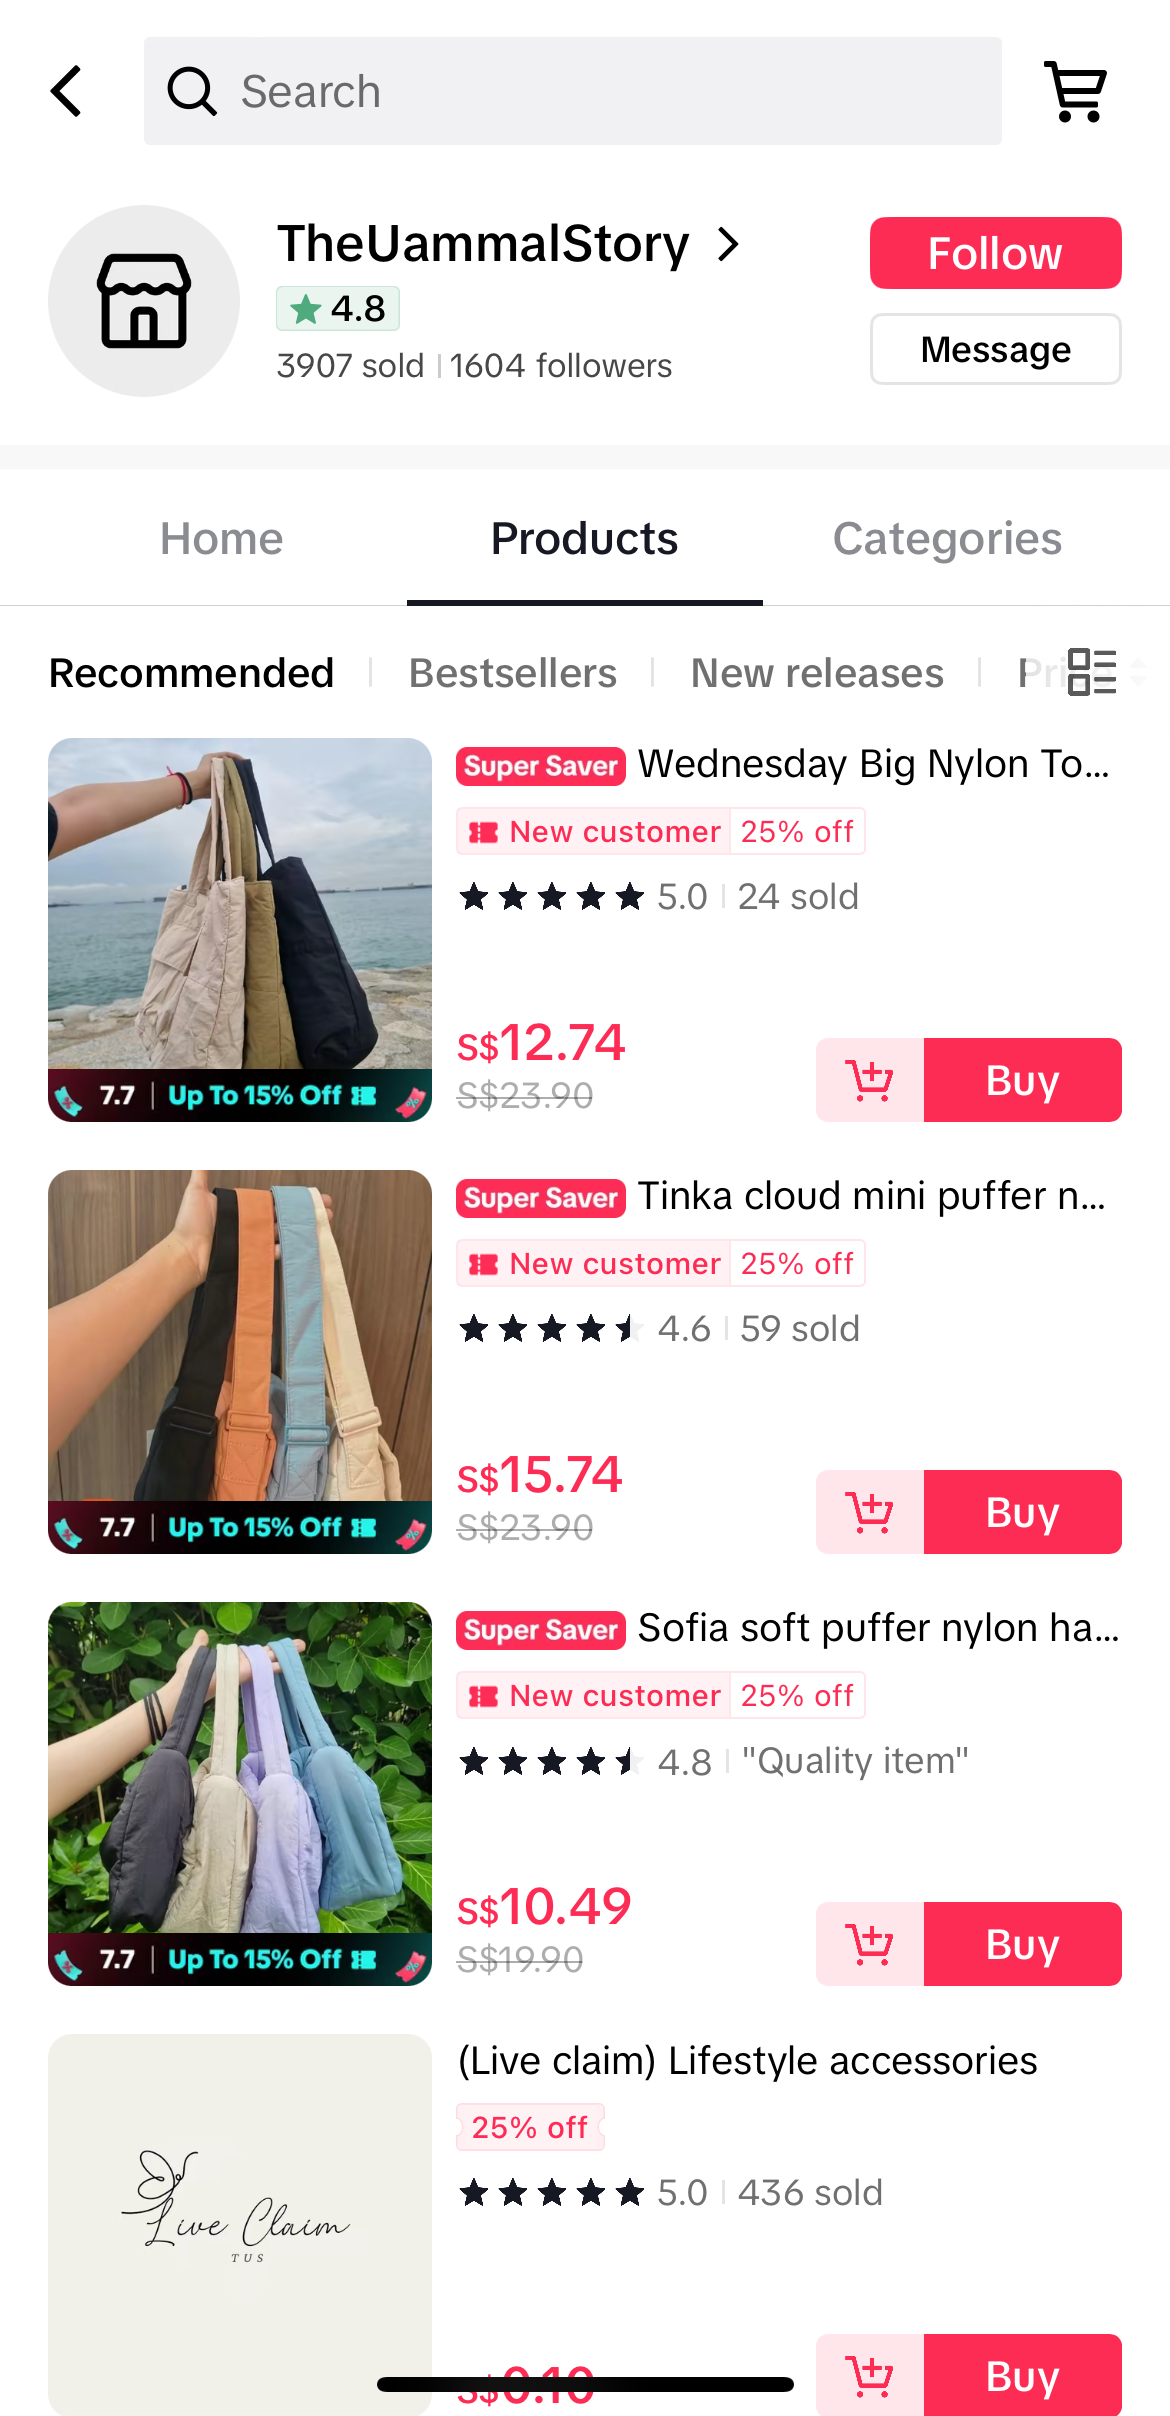 Search
TheUammalStory
4.8
3907 sold | 1604 followers
Follow
Message
Home
Products
Categories
Recommended
Bestsellers
New releases
Super Saver Wednesday Big Nylon To...
New customer 25% off
5.0 | 24 sold
S$12.74
S$23.90
Buy
7.7 | Up To 15% Off
Super Saver Tinka cloud mini puffer n...
New customer 25% off
4.6 | 59 sold
S$15.74
S$23.90
Buy
7.7 | Up To 15% Off
Super Saver Sofia soft puffer nylon ha...
New customer 25% off
4.8 | "Quality item"
S$10.49
S$19.90
Buy
7.7 | Up To 15% Off
Live Claim
TUS
(Live claim) Lifestyle accessories
25% off
5.0 | 436 sold
S$0.10
Buy